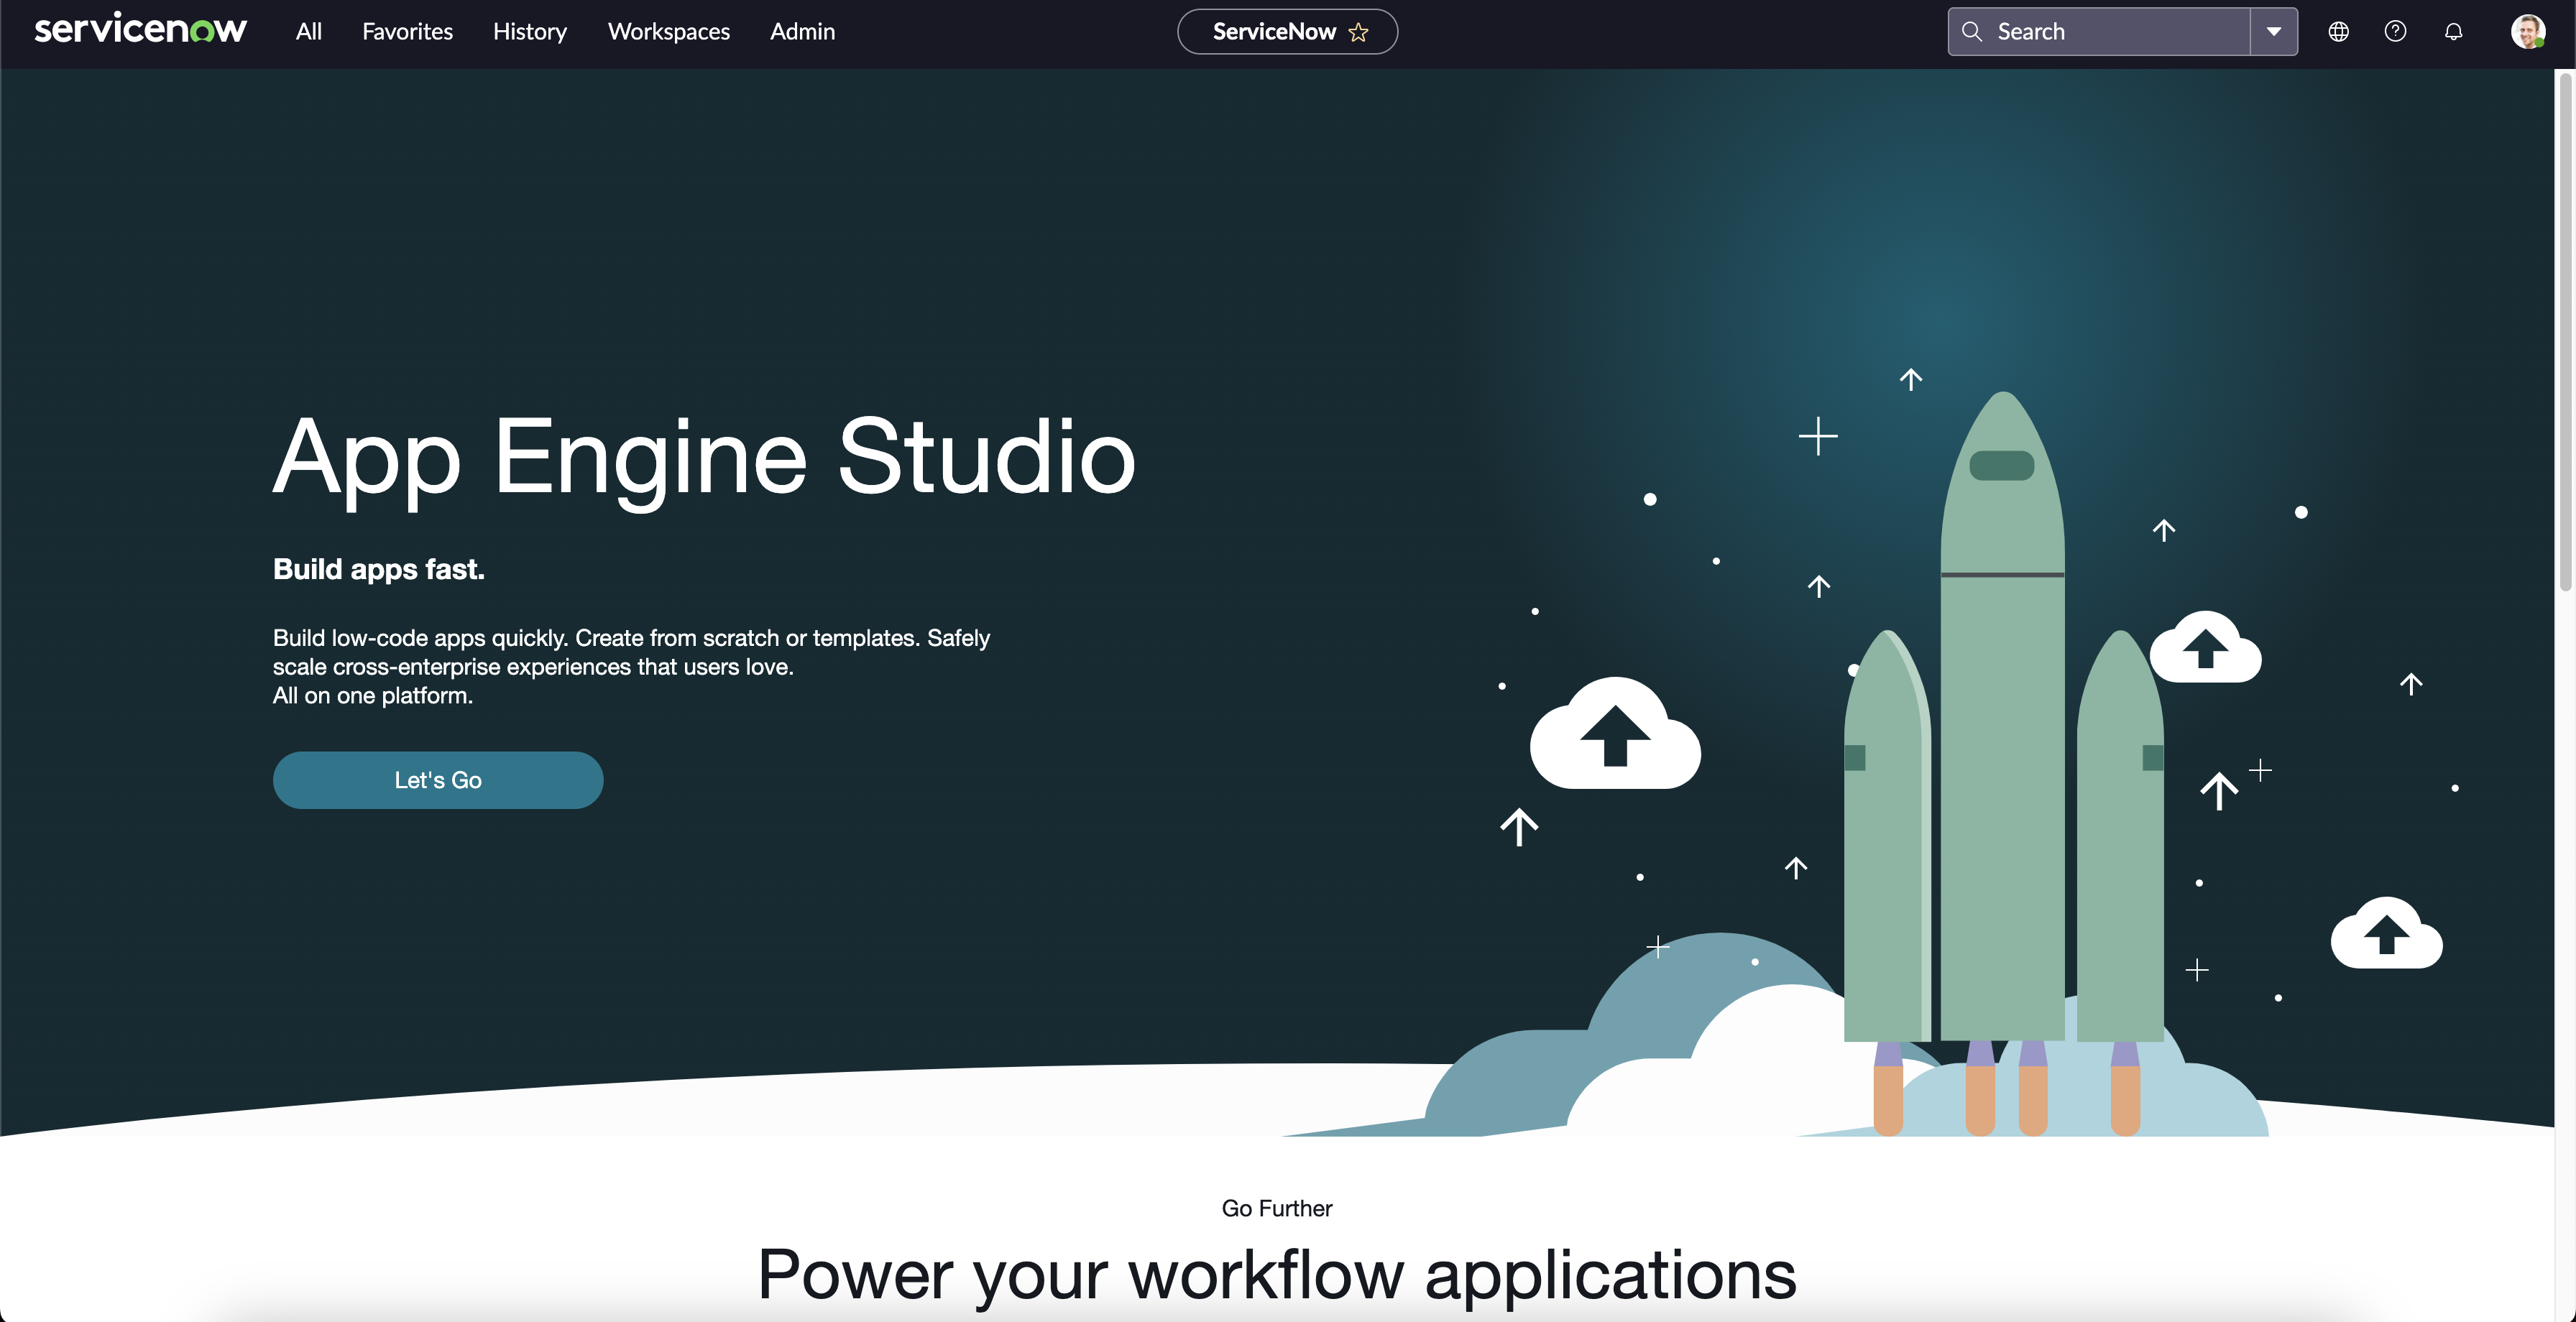 servicenow
All
Favorites
History
Workspaces
Admin
ServiceNow
Search
App Engine Studio
Build apps fast.
Build low-code apps quickly. Create from scratch or templates. Safely
scale cross-enterprise experiences that users love.
All on one platform.
Let's Go
Go Further
Power your workflow applications